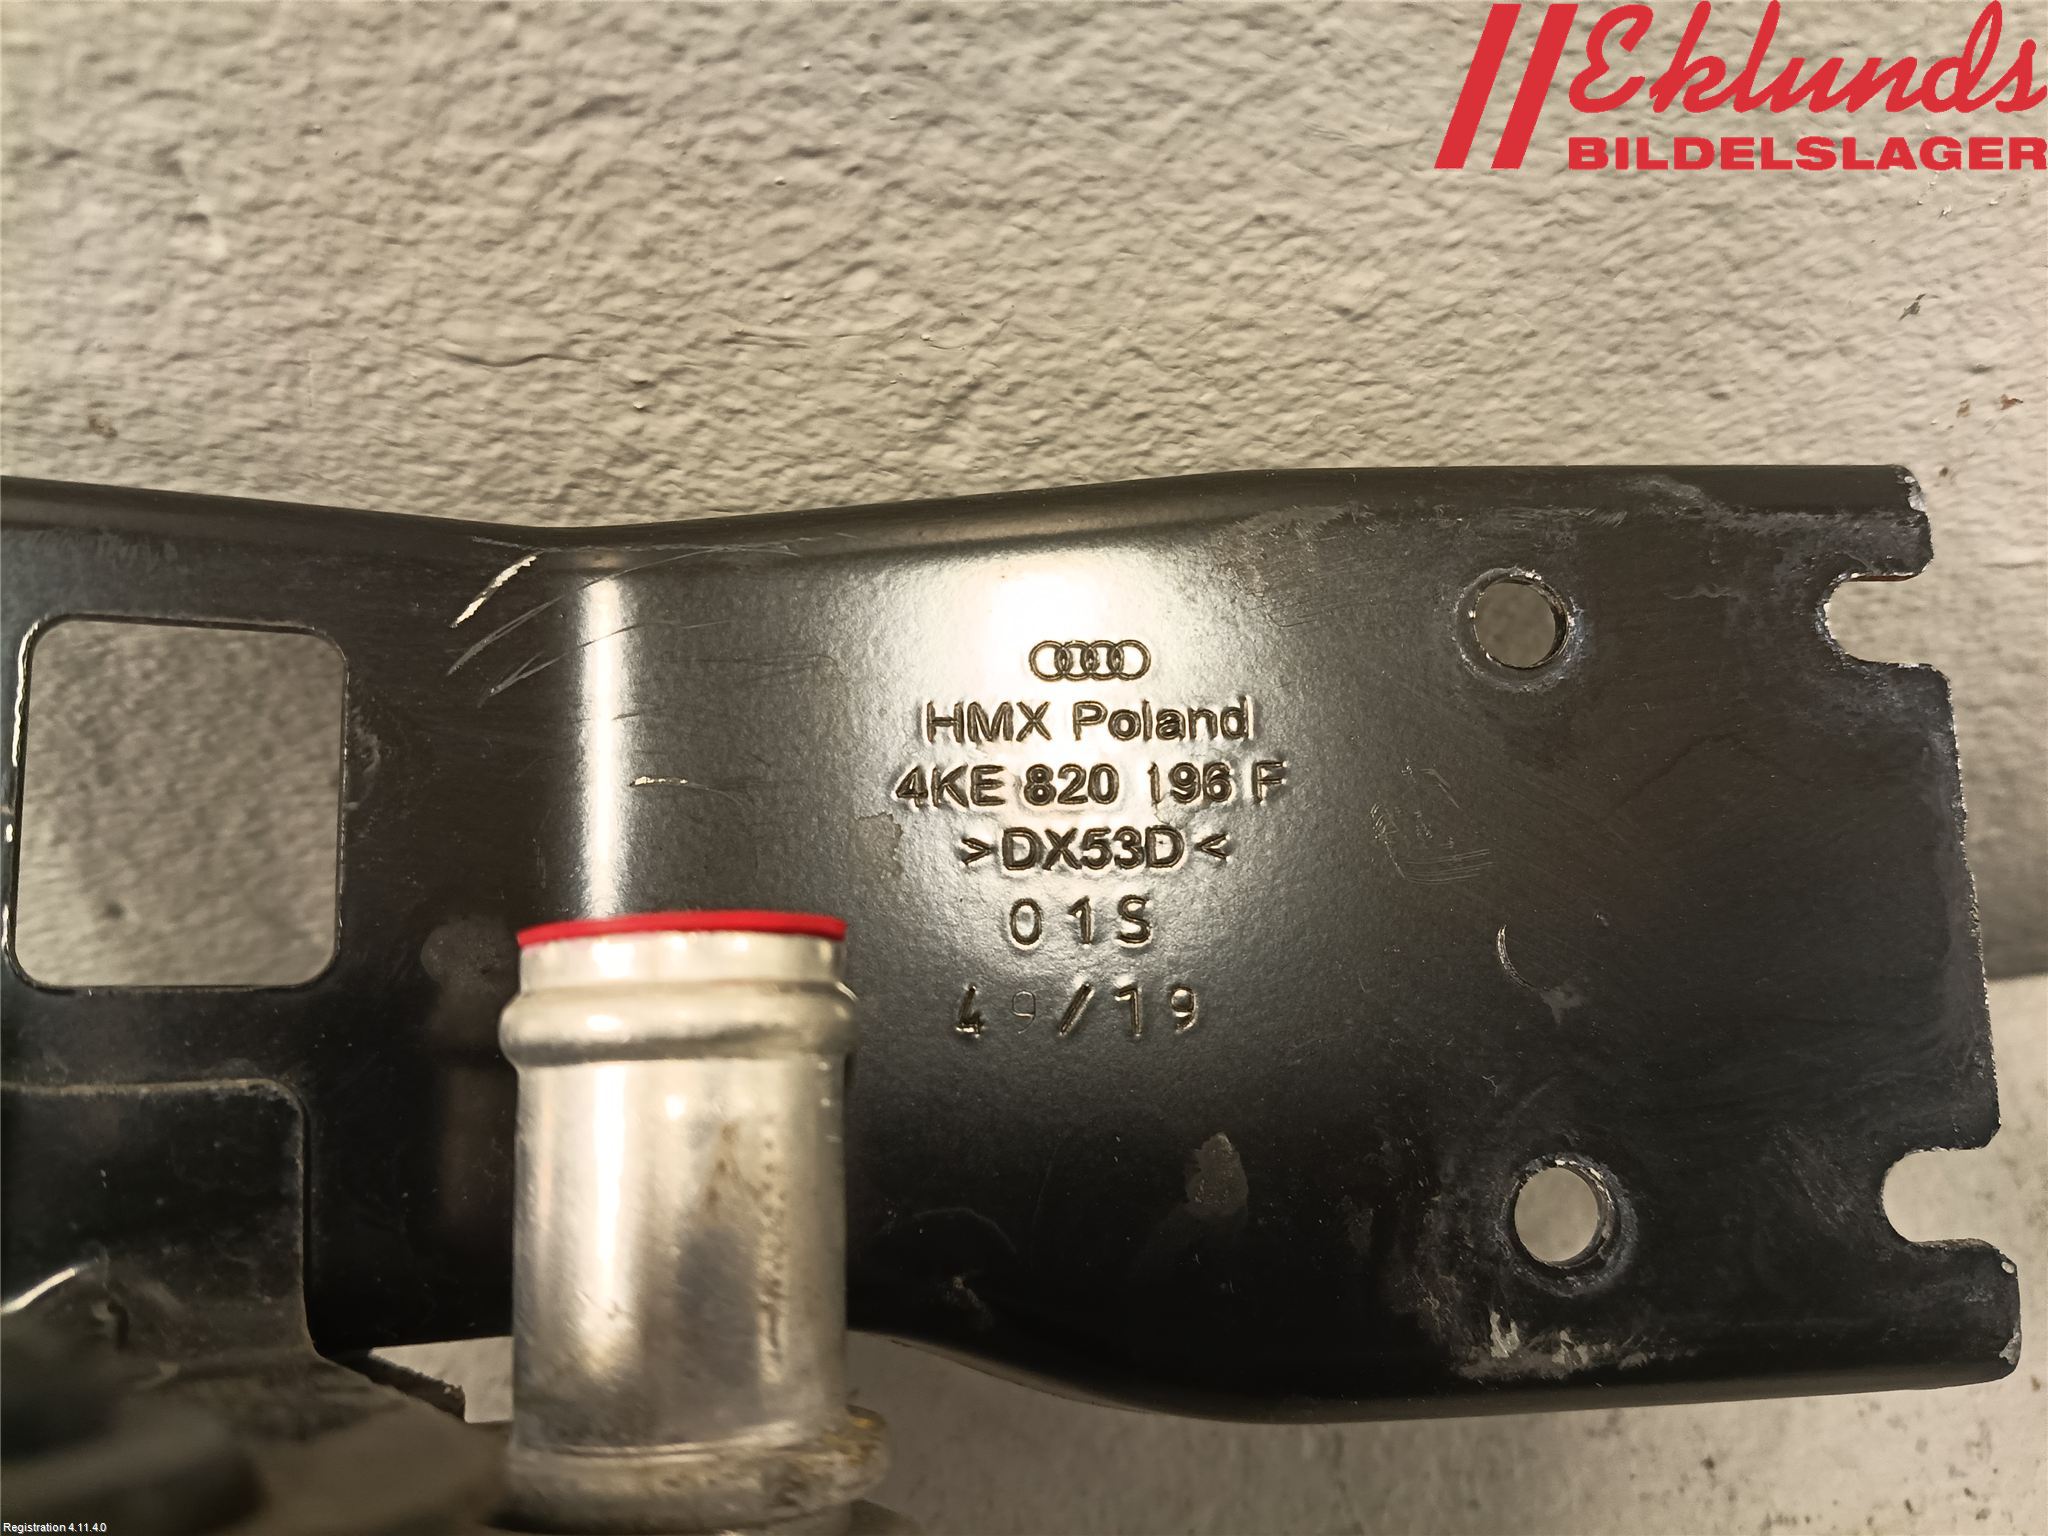 Eklunds
BILDELSLAGER
HMX Poland
4KE 820 196 F
>DX53D<
01S
49/19
Registration 4.11.4.0